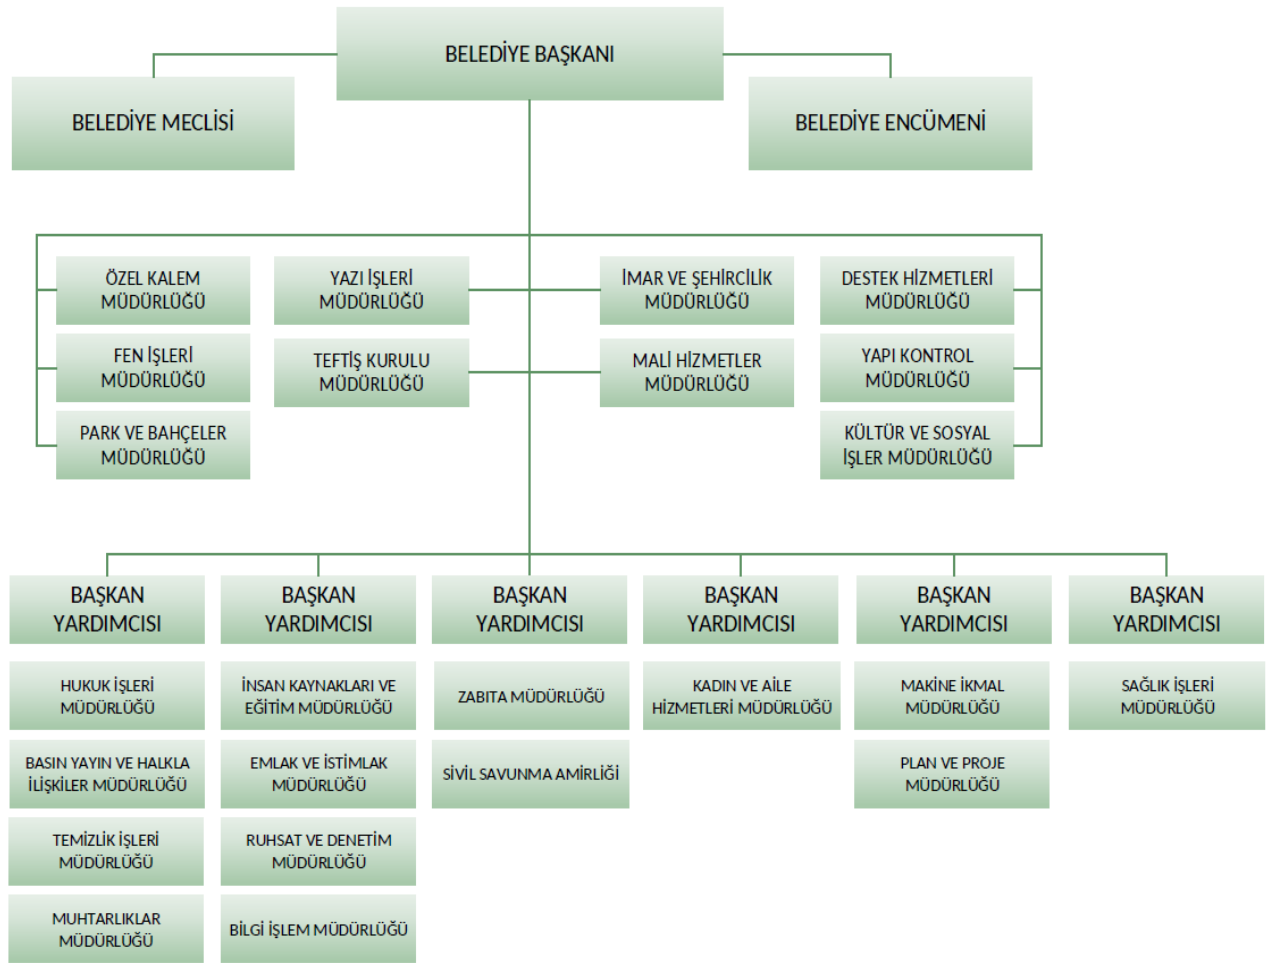 BELEDİYE BAŞKANI
BELEDİYE MECLİSİ
BELEDİYE ENCÜMENİ
ÖZEL KALEM
MÜDÜRLÜĞÜ
YAZI İŞLERİ
MÜDÜRLÜĞÜ
İMAR VE ŞEHİRCİLİK
MÜDÜRLÜĞÜ
DESTEK HİZMETLERİ
MÜDÜRLÜĞÜ
FEN İŞLERİ
MÜDÜRLÜĞÜ
TEFTİŞ KURULU
MÜDÜRLÜĞÜ
MALİ HİZMETLER
MÜDÜRLÜĞÜ
YAPI KONTROL
MÜDÜRLÜĞÜ
PARK VE BAHÇELER
MÜDÜRLÜĞÜ
KÜLTÜR VE SOSYAL
İŞLER MÜDÜRLÜĞÜ
BAŞKAN
YARDIMCISI
BAŞKAN
YARDIMCISI
BAŞKAN
YARDIMCISI
BAŞKAN
YARDIMCISI
BAŞKAN
YARDIMCISI
BAŞKAN
YARDIMCISI
HUKUK İŞLERİ
MÜDÜRLÜĞÜ
İNSAN KAYNAKLARI VE
EĞİTİM MÜDÜRLÜĞÜ
ZABITA MÜDÜRLÜĞÜ
KADIN VE AİLE
HİZMETLERİ MÜDÜRLÜĞÜ
MAKİNE İKMAL
MÜDÜRLÜĞÜ
SAĞLIK İŞLERİ
MÜDÜRLÜĞÜ
BASIN YAYIN VE HALKLA
İLİŞKİLER MÜDÜRLÜĞÜ
EMLAK VE İSTİMLAK
MÜDÜRLÜĞÜ
SİVİL SAVUNMA AMİRLİĞİ
PLAN VE PROJE
MÜDÜRLÜĞÜ
TEMİZLİK İŞLERİ
MÜDÜRLÜĞÜ
RUHSAT VE DENETİM
MÜDÜRLÜĞÜ
MUHTARLIKLAR
MÜDÜRLÜĞÜ
BİLGİ İŞLEM MÜDÜRLÜĞÜ